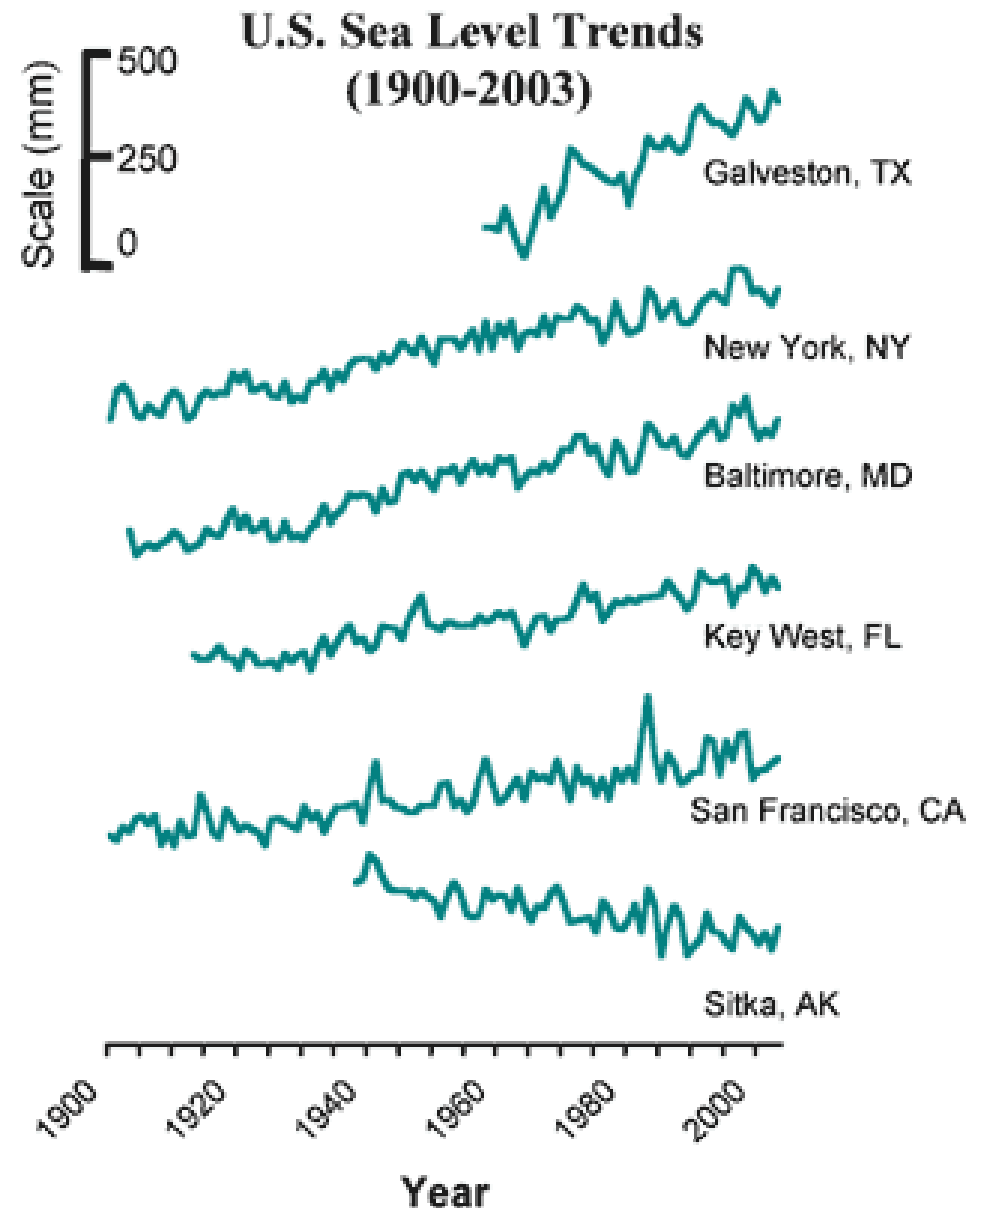 U.S. Sea Level Trends
(1900-2003)
Scale (mm)
500
250
0
Galveston, TX
New York, NY
Baltimore, MD
Key West, FL
San Francisco, CA
Sitka, AK
1900 1920 1940 1960 1980 2000
Year